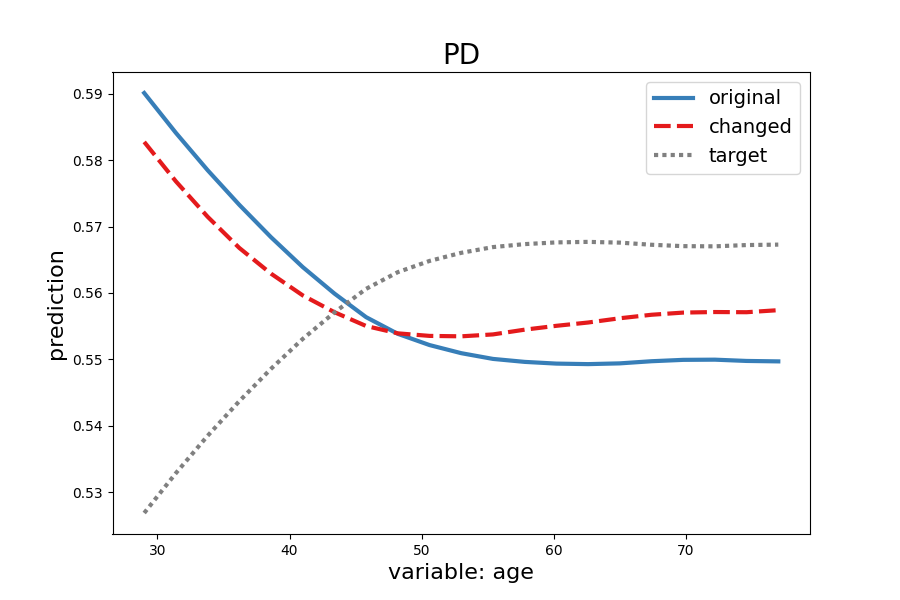 PD
original
changed
target
prediction
0.59
0.58
0.57
0.56
0.55
0.54
0.53
30 40 50 60 70
variable: age